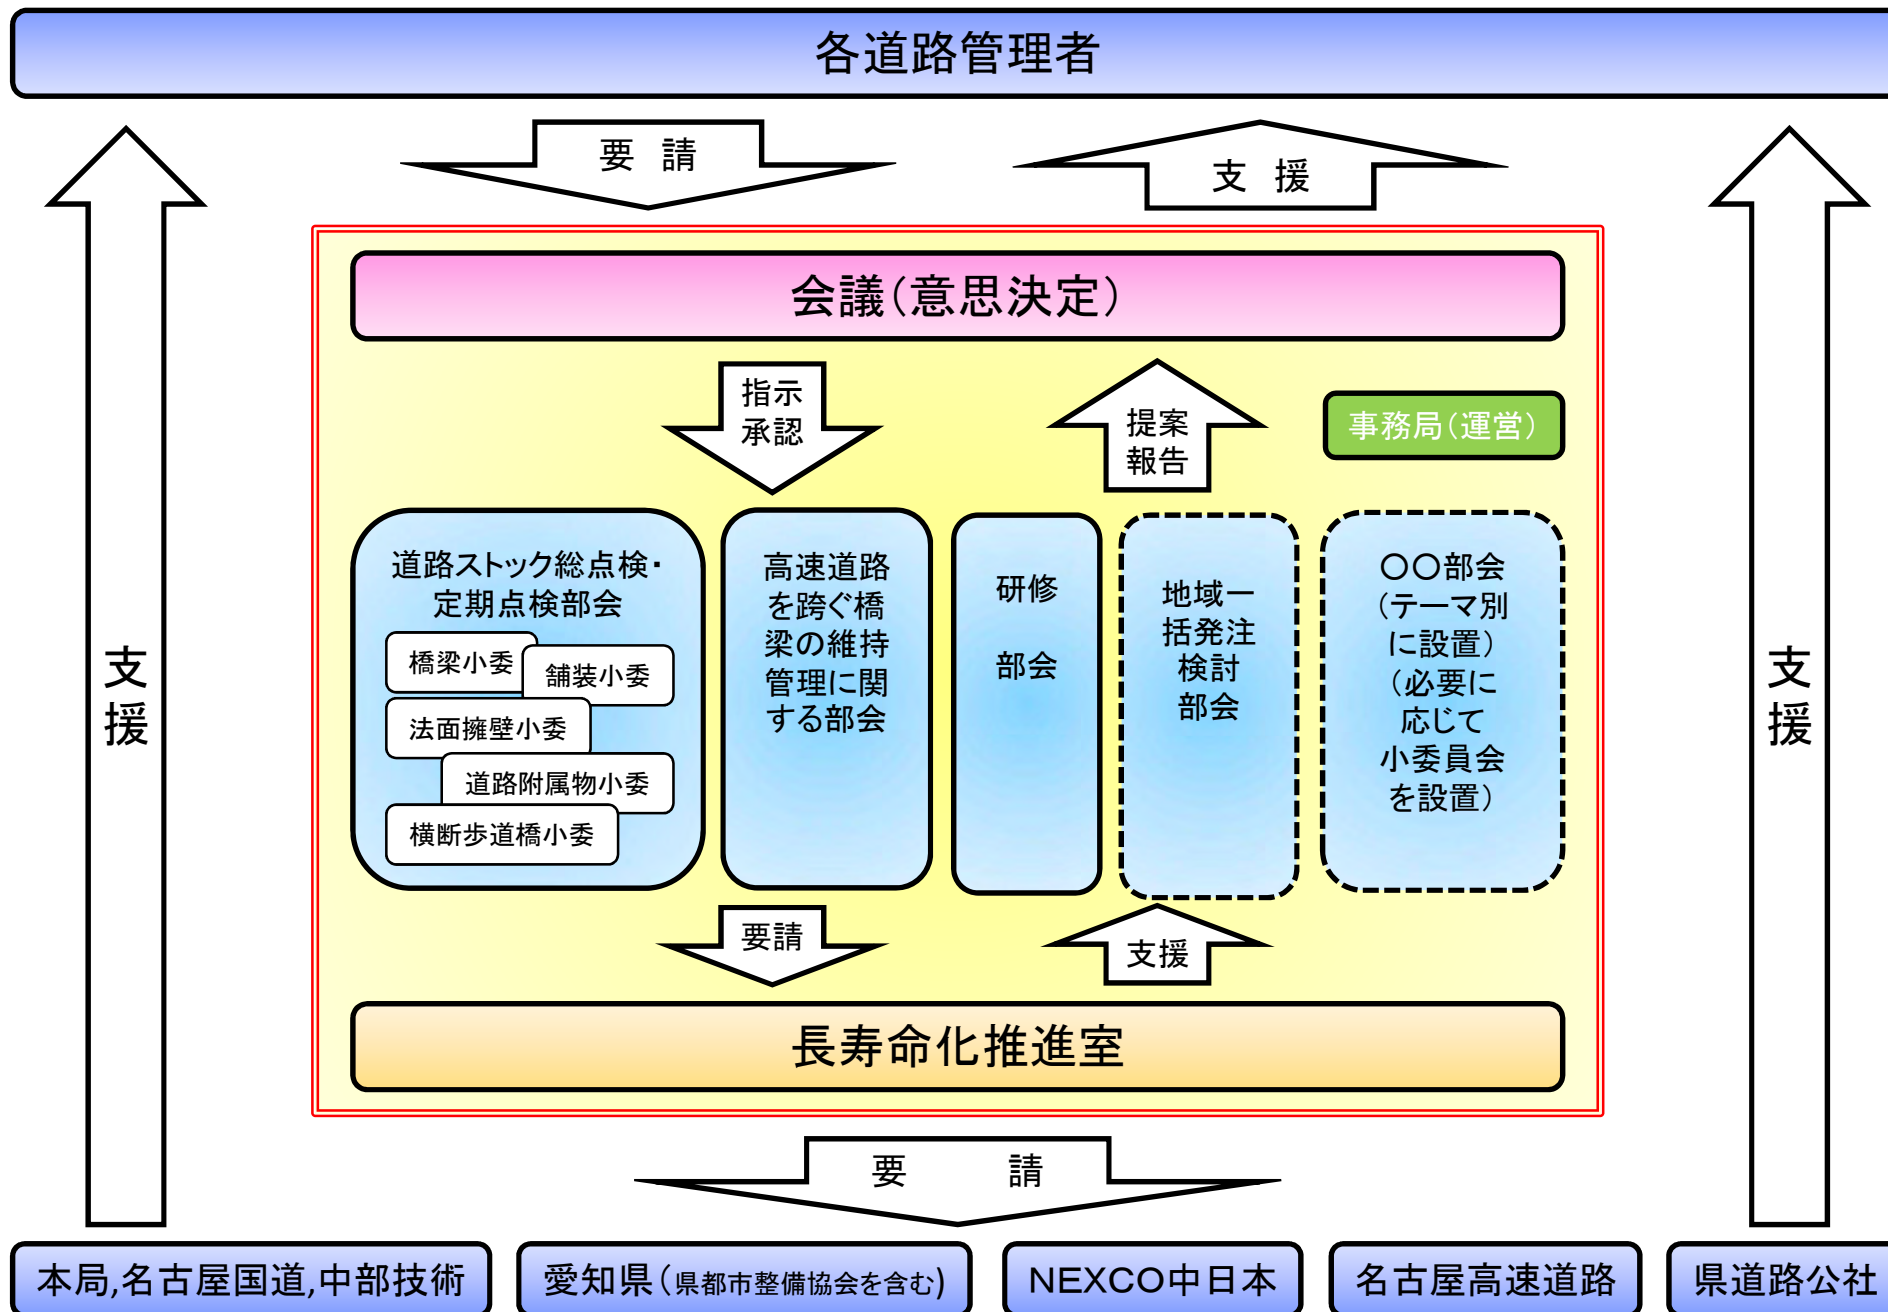 各道路管理者
要 請
支 援
会議（意思決定）
指示
承認
提案
報告
事務局（運営）
道路ストック総点検・
定期点検部会
橋梁小委
舗装小委
法面擁壁小委
道路附属物小委
横断歩道橋小委
高速道路
を跨ぐ橋
梁の維持
管理に関
する部会
研修
部会
地域一
括発注
検討
部会
〇〇部会
（テーマ別
に設置）
（必要に
応じて
小委員会
を設置）
要請
支援
長寿命化推進室
支
援
支
援
要 請
本局,名古屋国道,中部技術
愛知県（県都市整備協会を含む)
NEXCO中日本
名古屋高速道路
県道路公社